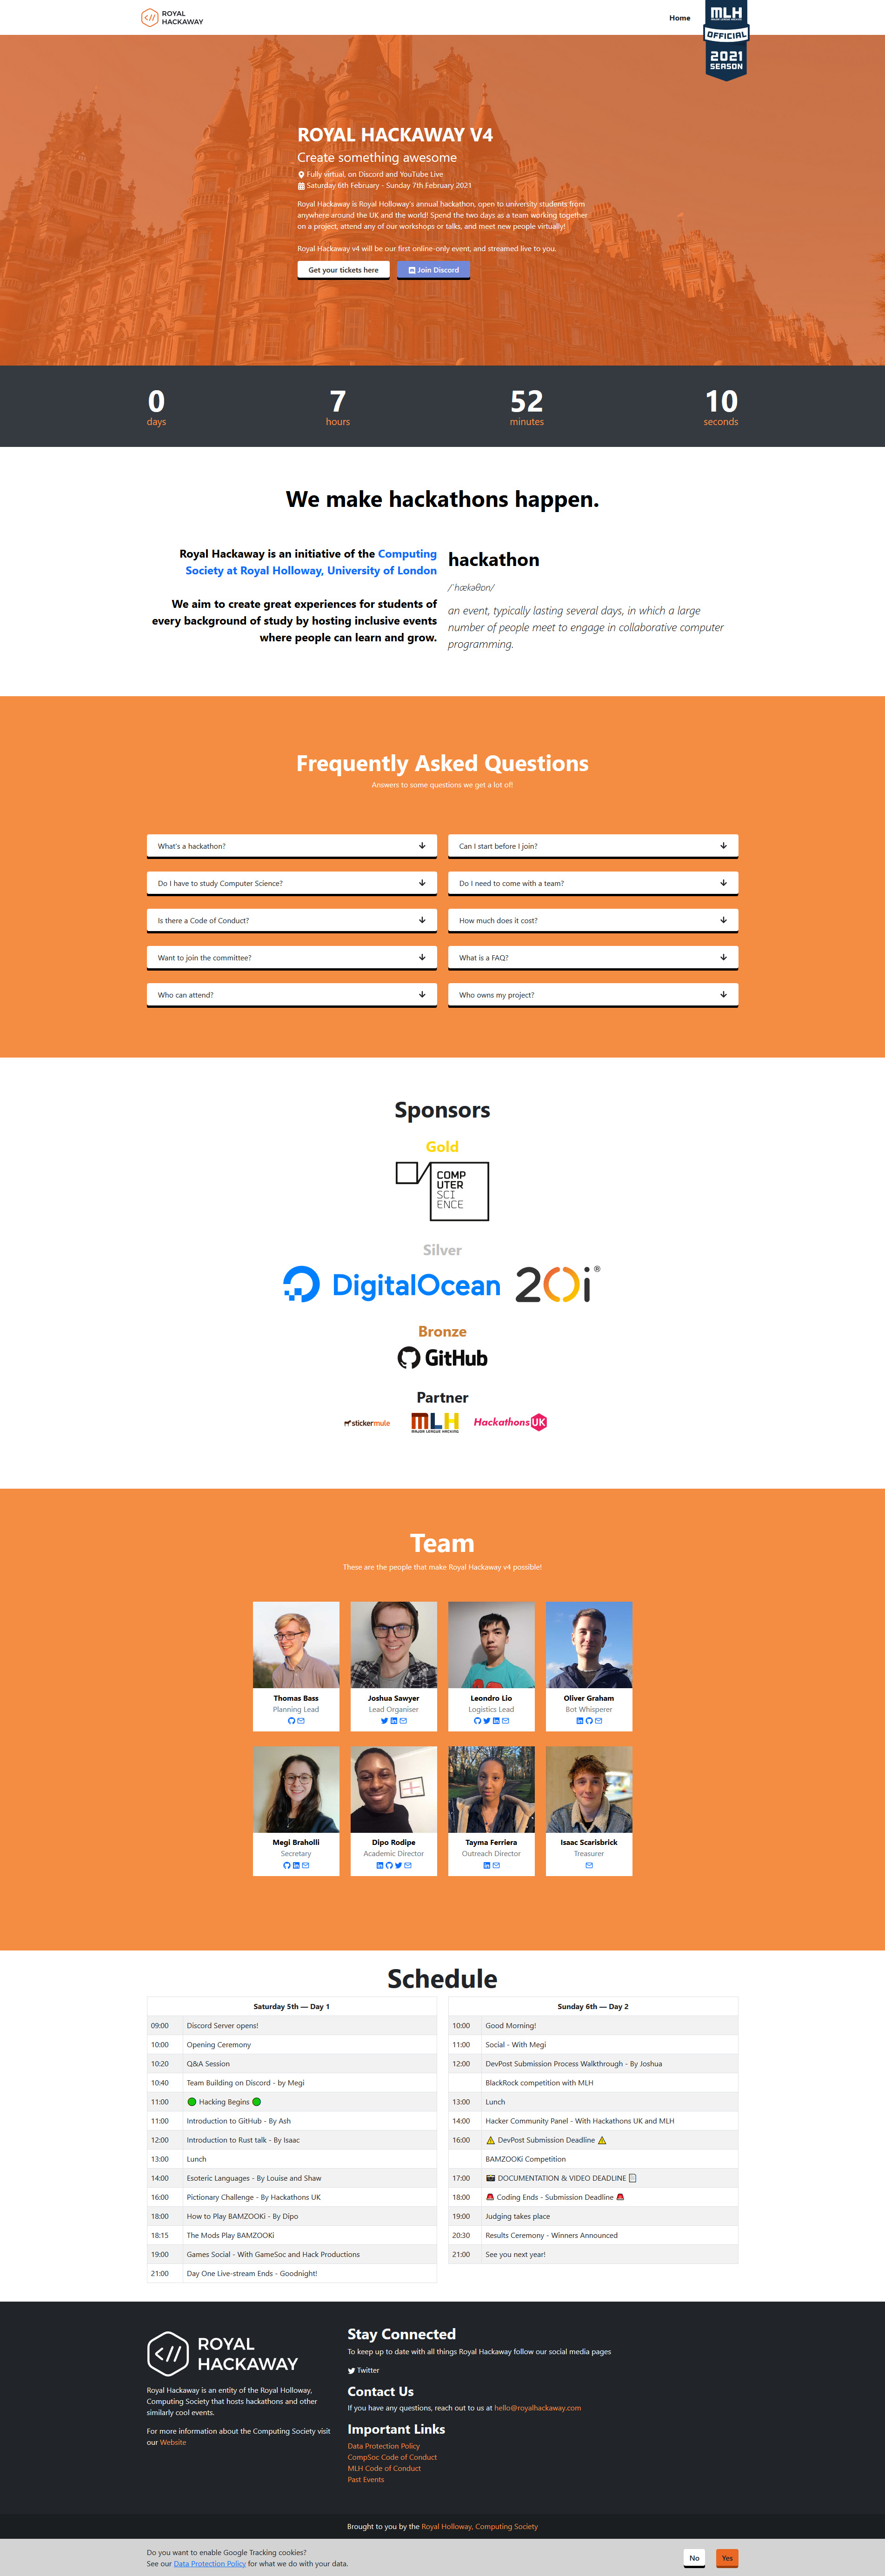 ROYAL
HACKAWAY
Home
MLH
MAJOR LEAGUE HACKING
OFFICIAL
2021
SEASON
ROYAL HACKAWAY V4
Create something awesome
Fully virtual, on Discord and YouTube Live
Saturday 6th February - Sunday 7th February 2021
Royal Hackaway is Royal Holloway's annual hackathon, open to university students from
anywhere around the UK and the world! Spend the two days as a team working together
on a project, attend any of our workshops or talks, and meet new people virtually!
Royal Hackaway v4 will be our first online-only event, and streamed live to you.
Get your tickets here
Join Discord
0
days
7
hours
52
minutes
10
seconds
We make hackathons happen.
Royal Hackaway is an initiative of the Computing
Society at Royal Holloway, University of London
We aim to create great experiences for students of
every background of study by hosting inclusive events
where people can learn and grow.
hackathon
/ˈhækəθɒn/
an event, typically lasting several days, in which a large
number of people meet to engage in collaborative computer
programming.
Frequently Asked Questions
Answers to some questions we get a lot of!
What's a hackathon?
Can I start before I join?
Do I have to study Computer Science?
Do I need to come with a team?
Is there a Code of Conduct?
How much does it cost?
Want to join the committee?
What is a FAQ?
Who can attend?
Who owns my project?
Sponsors
Gold
COMP
UTER
SCI
ENCE
Silver
DigitalOcean
20i®
Bronze
GitHub
Partner
stickermule
MLH
MAJOR LEAGUE HACKING
Hackathons UK
Team
These are the people that make Royal Hackaway v4 possible!
Thomas Bass
Planning Lead
Joshua Sawyer
Lead Organiser
Leondro Lio
Logistics Lead
Oliver Graham
Bot Whisperer
Megi Braholli
Secretary
Dipo Rodipe
Academic Director
Tayma Ferriera
Outreach Director
Isaac Scarisbrick
Treasurer
Schedule
Saturday 5th — Day 1
09:00 Discord Server opens!
10:00 Opening Ceremony
10:20 Q&A Session
10:40 Team Building on Discord - by Megi
11:00 🟢 Hacking Begins 🟢
11:00 Introduction to GitHub - By Ash
12:00 Introduction to Rust talk - By Isaac
13:00 Lunch
14:00 Esoteric Languages - By Louise and Shaw
16:00 Pictionary Challenge - By Hackathons UK
18:00 How to Play BAMZOOKi - By Dipo
18:15 The Mods Play BAMZOOKi
19:00 Games Social - With GameSoc and Hack Productions
21:00 Day One Live-stream Ends - Goodnight!
Sunday 6th — Day 2
10:00 Good Morning!
11:00 Social - With Megi
12:00 DevPost Submission Process Walkthrough - By Joshua
BlackRock competition with MLH
13:00 Lunch
14:00 Hacker Community Panel - With Hackathons UK and MLH
16:00 ⚠️ DevPost Submission Deadline ⚠️
BAMZOOKi Competition
17:00 📼 DOCUMENTATION & VIDEO DEADLINE 📄
18:00 🚨 Coding Ends - Submission Deadline 🚨
19:00 Judging takes place
20:30 Results Ceremony - Winners Announced
21:00 See you next year!
ROYAL
HACKAWAY
Royal Hackaway is an entity of the Royal Holloway,
Computing Society that hosts hackathons and other
similarly cool events.
For more information about the Computing Society visit
our Website
Stay Connected
To keep up to date with all things Royal Hackaway follow our social media pages
Twitter
Contact Us
If you have any questions, reach out to us at hello@royalhackaway.com
Important Links
Data Protection Policy
CompSoc Code of Conduct
MLH Code of Conduct
Past Events
Brought to you by the Royal Holloway, Computing Society
Do you want to enable Google Tracking cookies?
See our Data Protection Policy for what we do with your data.
No
Yes